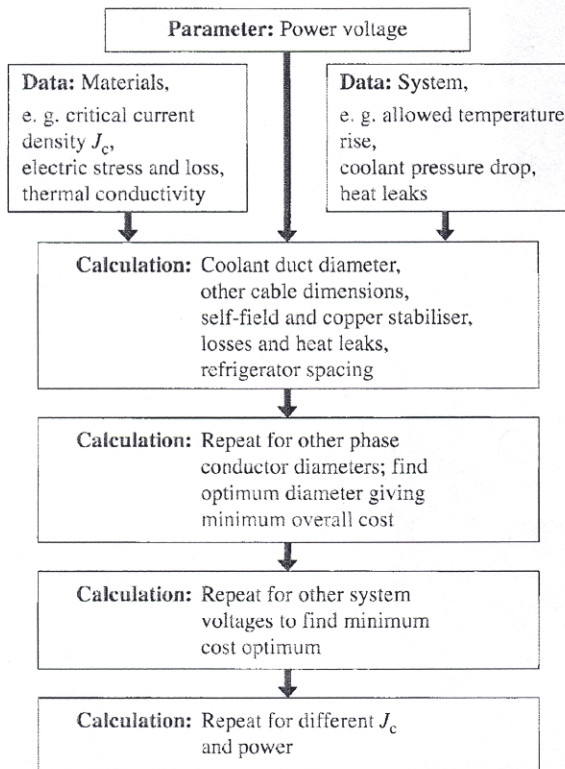 Parameter: Power voltage
Data: Materials,
e. g. critical current
density Jc,
electric stress and loss,
thermal conductivity
Data: System,
e. g. allowed temperature
rise,
coolant pressure drop,
heat leaks
Calculation: Coolant duct diameter,
other cable dimensions,
self-field and copper stabiliser,
losses and heat leaks,
refrigerator spacing
Calculation: Repeat for other phase
conductor diameters; find
optimum diameter giving
minimum overall cost
Calculation: Repeat for other system
voltages to find minimum
cost optimum
Calculation: Repeat for different Jc
and power